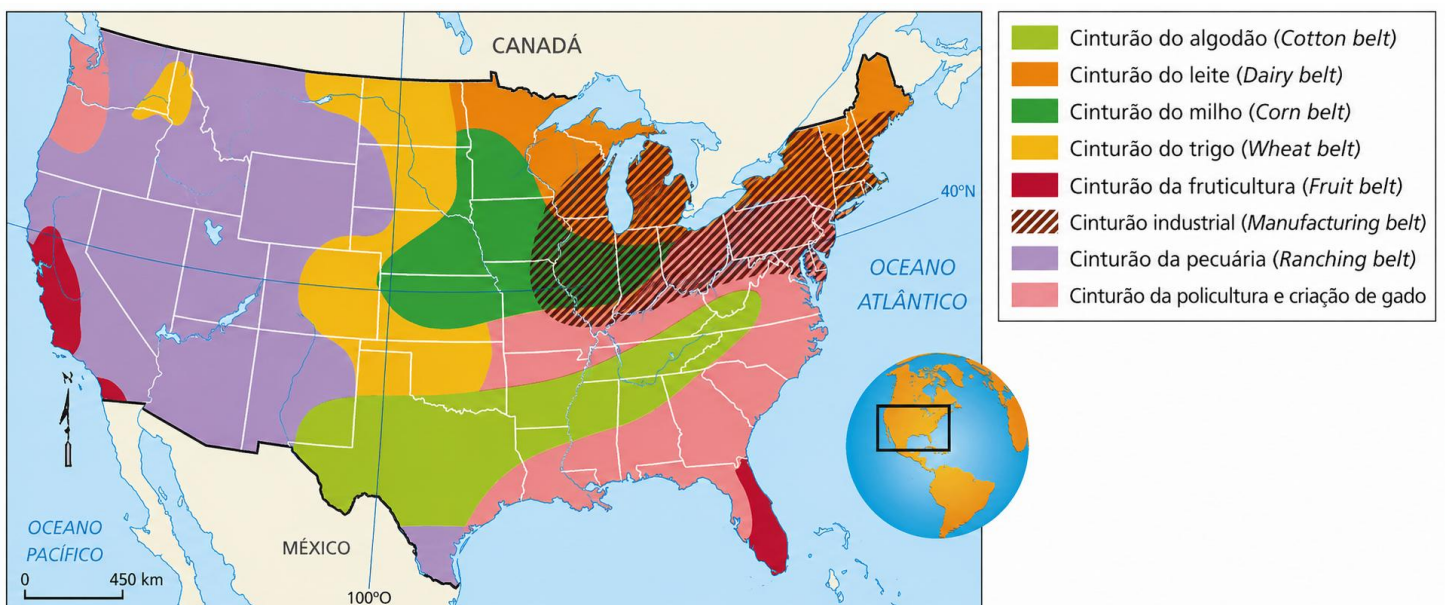 CANADÁ
40ºN
OCEANO
ATLÂNTICO
N
OCEANO
PACÍFICO
MÉXICO
0 450 km
100ºO
Cinturão do algodão (Cotton belt)
Cinturão do leite (Dairy belt)
Cinturão do milho (Corn belt)
Cinturão do trigo (Wheat belt)
Cinturão da fruticultura (Fruit belt)
Cinturão industrial (Manufacturing belt)
Cinturão da pecuária (Ranching belt)
Cinturão da policultura e criação de gado